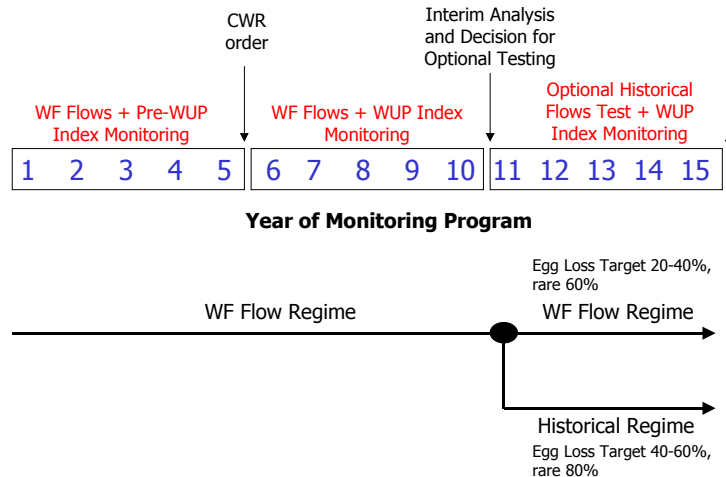 CWR
order
Interim Analysis
and Decision for
Optional Testing
WF Flows + Pre-WUP
Index Monitoring
WF Flows + WUP Index
Monitoring
Optional Historical
Flows Test + WUP
Index Monitoring
1 2 3 4 5 6 7 8 9 10 11 12 13 14 15
Year of Monitoring Program
Egg Loss Target 20-40%,
rare 60%
WF Flow Regime
WF Flow Regime
Historical Regime
Egg Loss Target 40-60%,
rare 80%